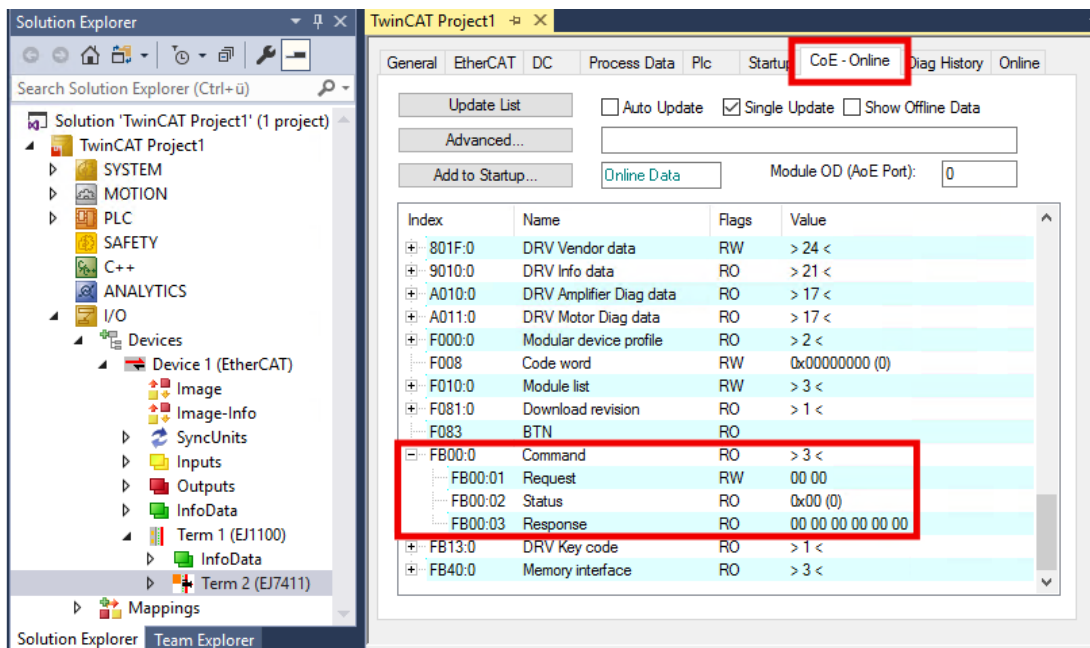 Solution Explorer
Search Solution Explorer (Ctrl+ü)
Solution 'TwinCAT Project1' (1 project)
TwinCAT Project1
SYSTEM
MOTION
PLC
SAFETY
C++
ANALYTICS
I/O
Devices
Device 1 (EtherCAT)
Image
Image-Info
SyncUnits
Inputs
Outputs
InfoData
Term 1 (EJ1100)
InfoData
Term 2 (EJ7411)
Mappings
Solution Explorer Team Explorer
TwinCAT Project1
General EtherCAT DC Process Data Plc Startup CoE - Online Diag History Online
Update List Auto Update Single Update Show Offline Data
Advanced...
Add to Startup... Online Data Module OD (AoE Port): 0
Index Name Flags Value
801F:0 DRV Vendor data RW > 24 <
9010:0 DRV Info data RO > 21 <
A010:0 DRV Amplifier Diag data RO > 17 <
A011:0 DRV Motor Diag data RO > 17 <
F000:0 Modular device profile RO > 2 <
F008 Code word RW 0x00000000 (0)
F010:0 Module list RW > 3 <
F081:0 Download revision RO > 1 <
F083 BTN RO
FB00:0 Command RO > 3 <
FB00:01 Request RW 00 00
FB00:02 Status RO 0x00 (0)
FB00:03 Response RO 00 00 00 00 00 00
FB13:0 DRV Key code RO > 1 <
FB40:0 Memory interface RO > 3 <